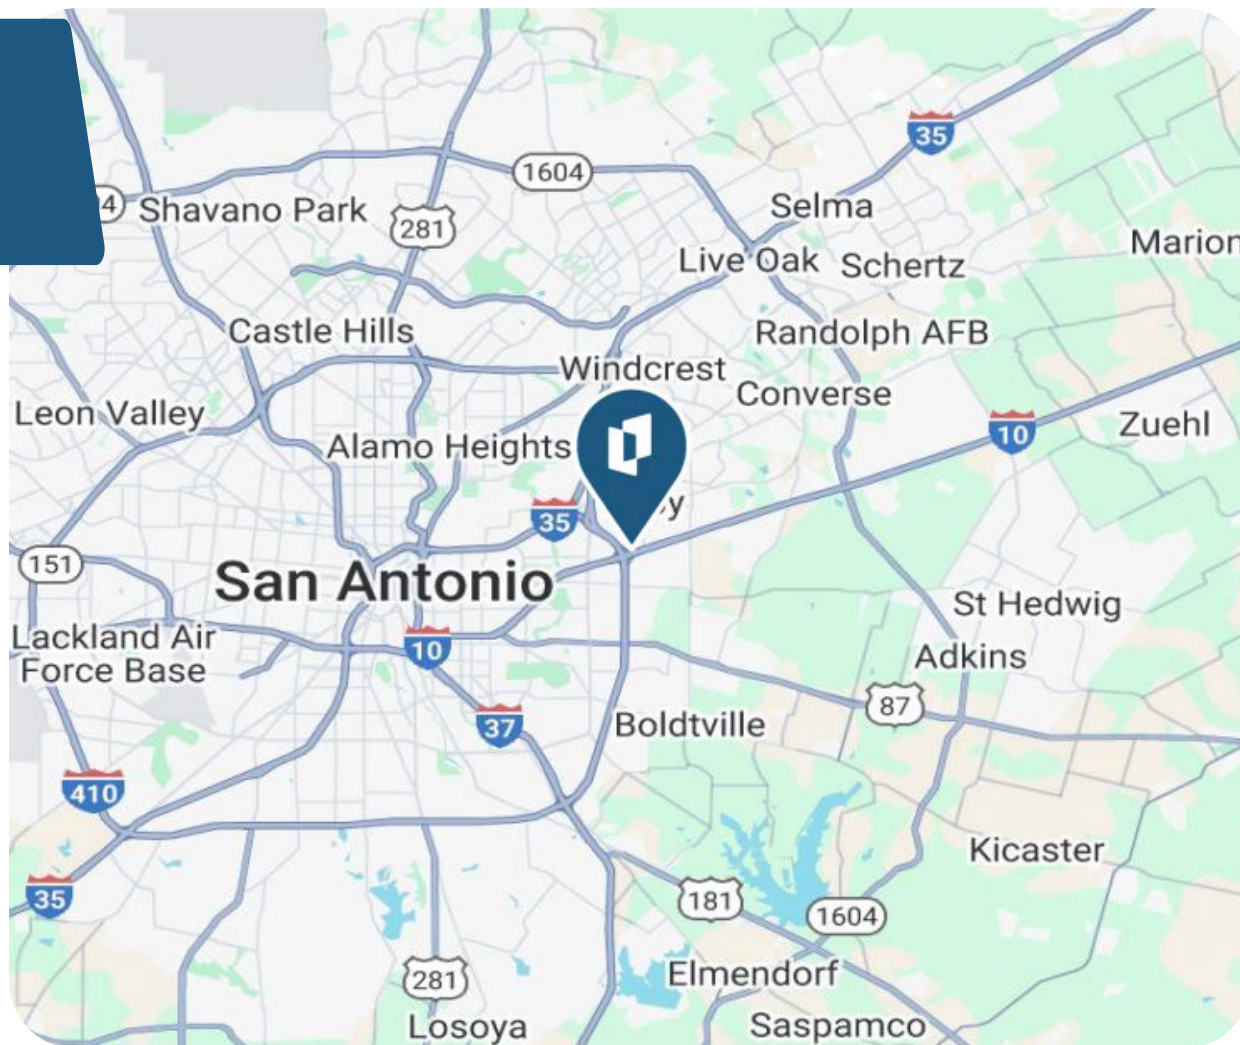 35
1604
4
Shavano Park
281
Selma
Marion
Live Oak
Schertz
Castle Hills
Randolph AFB
Windcrest
Converse
Leon Valley
Zuehl
10
Alamo Heights
35
151
San Antonio
St Hedwig
Lackland Air
Force Base
10
Adkins
87
37
Boldtville
410
Kicaster
35
181
1604
281
Elmendorf
Losoya
Saspamco